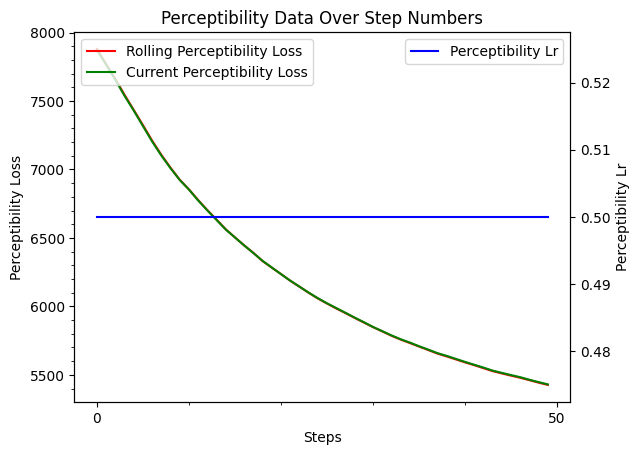 Perceptibility Data Over Step Numbers
Rolling Perceptibility Loss
Current Perceptibility Loss
Perceptibility Lr
8000
7500
7000
6500
6000
5500
Perceptibility Loss
0.52
0.51
0.50
0.49
0.48
Perceptibility Lr
0
50
Steps